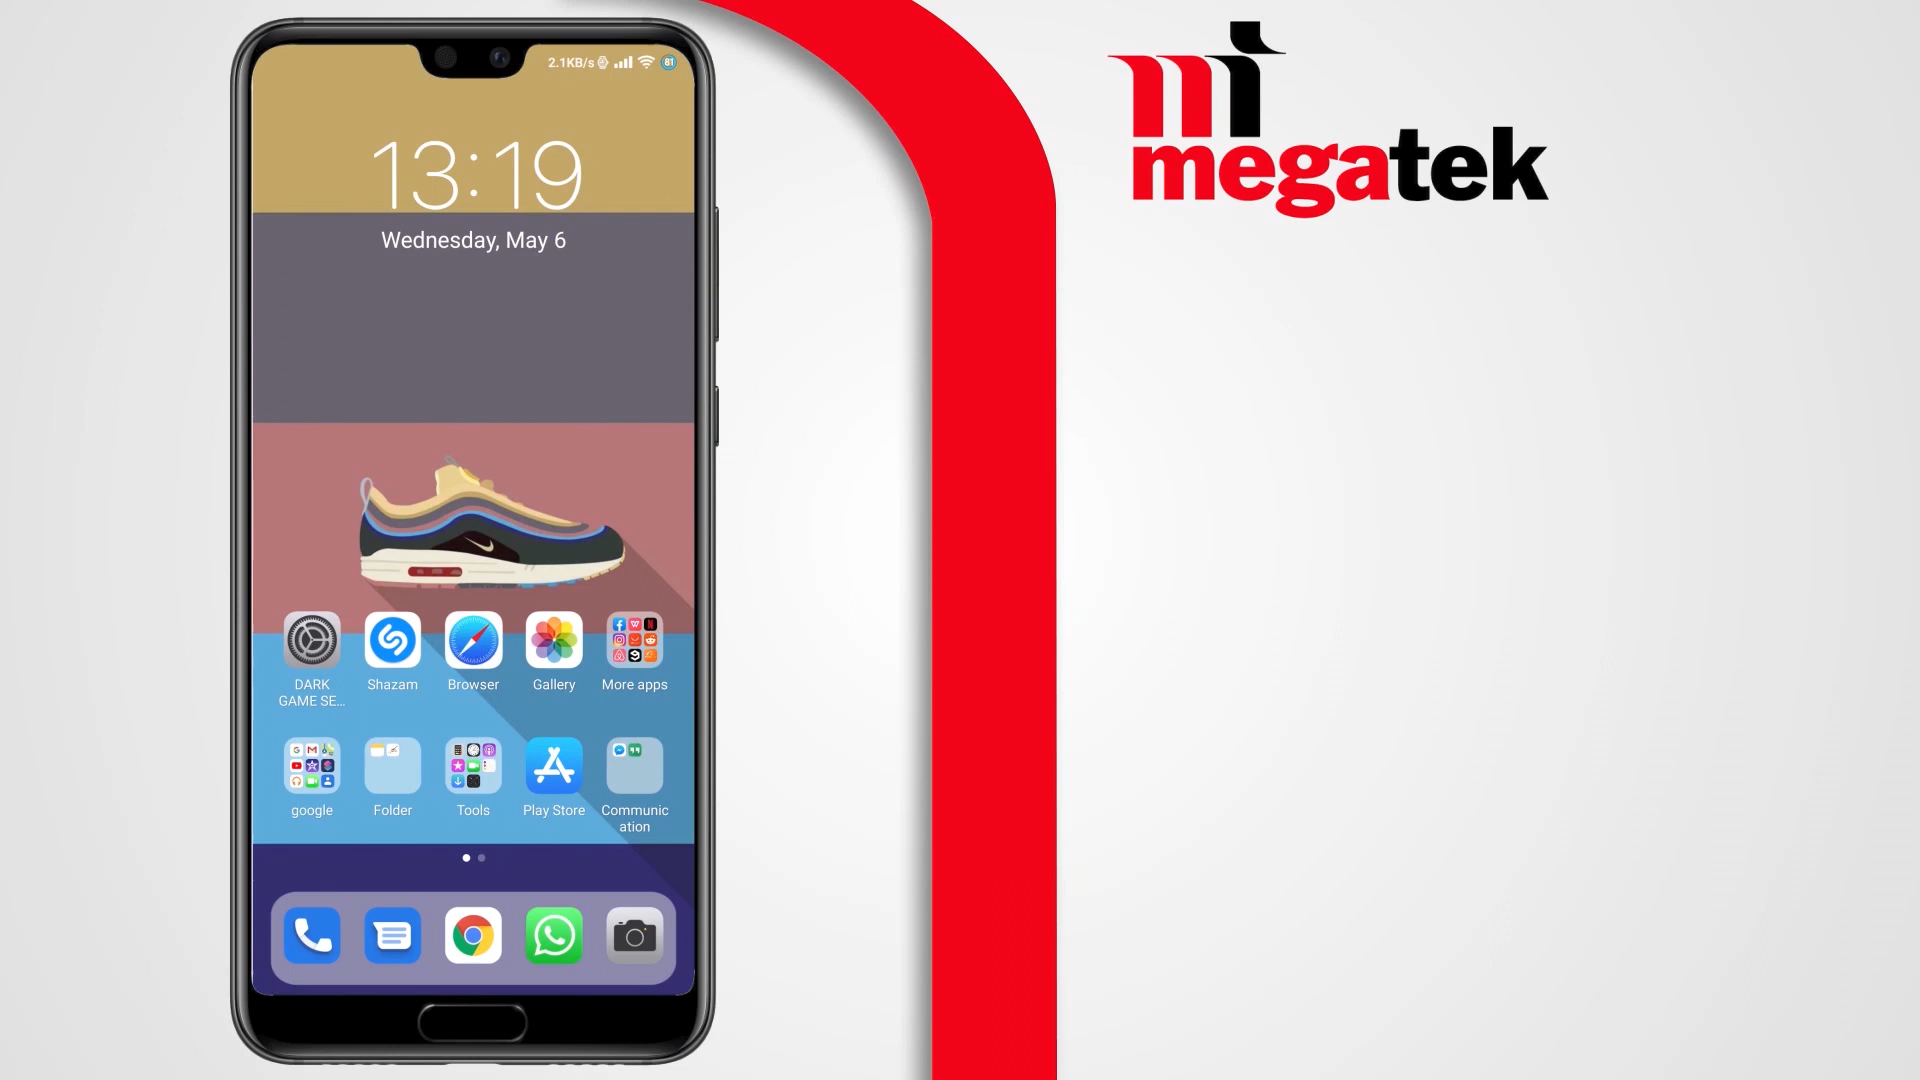 2.1KB/s
81
13:19
Wednesday, May 6
megatek
DARK
GAME SE...
Shazam
Browser
Gallery
More apps
google
Folder
Tools
Play Store
Communic
ation